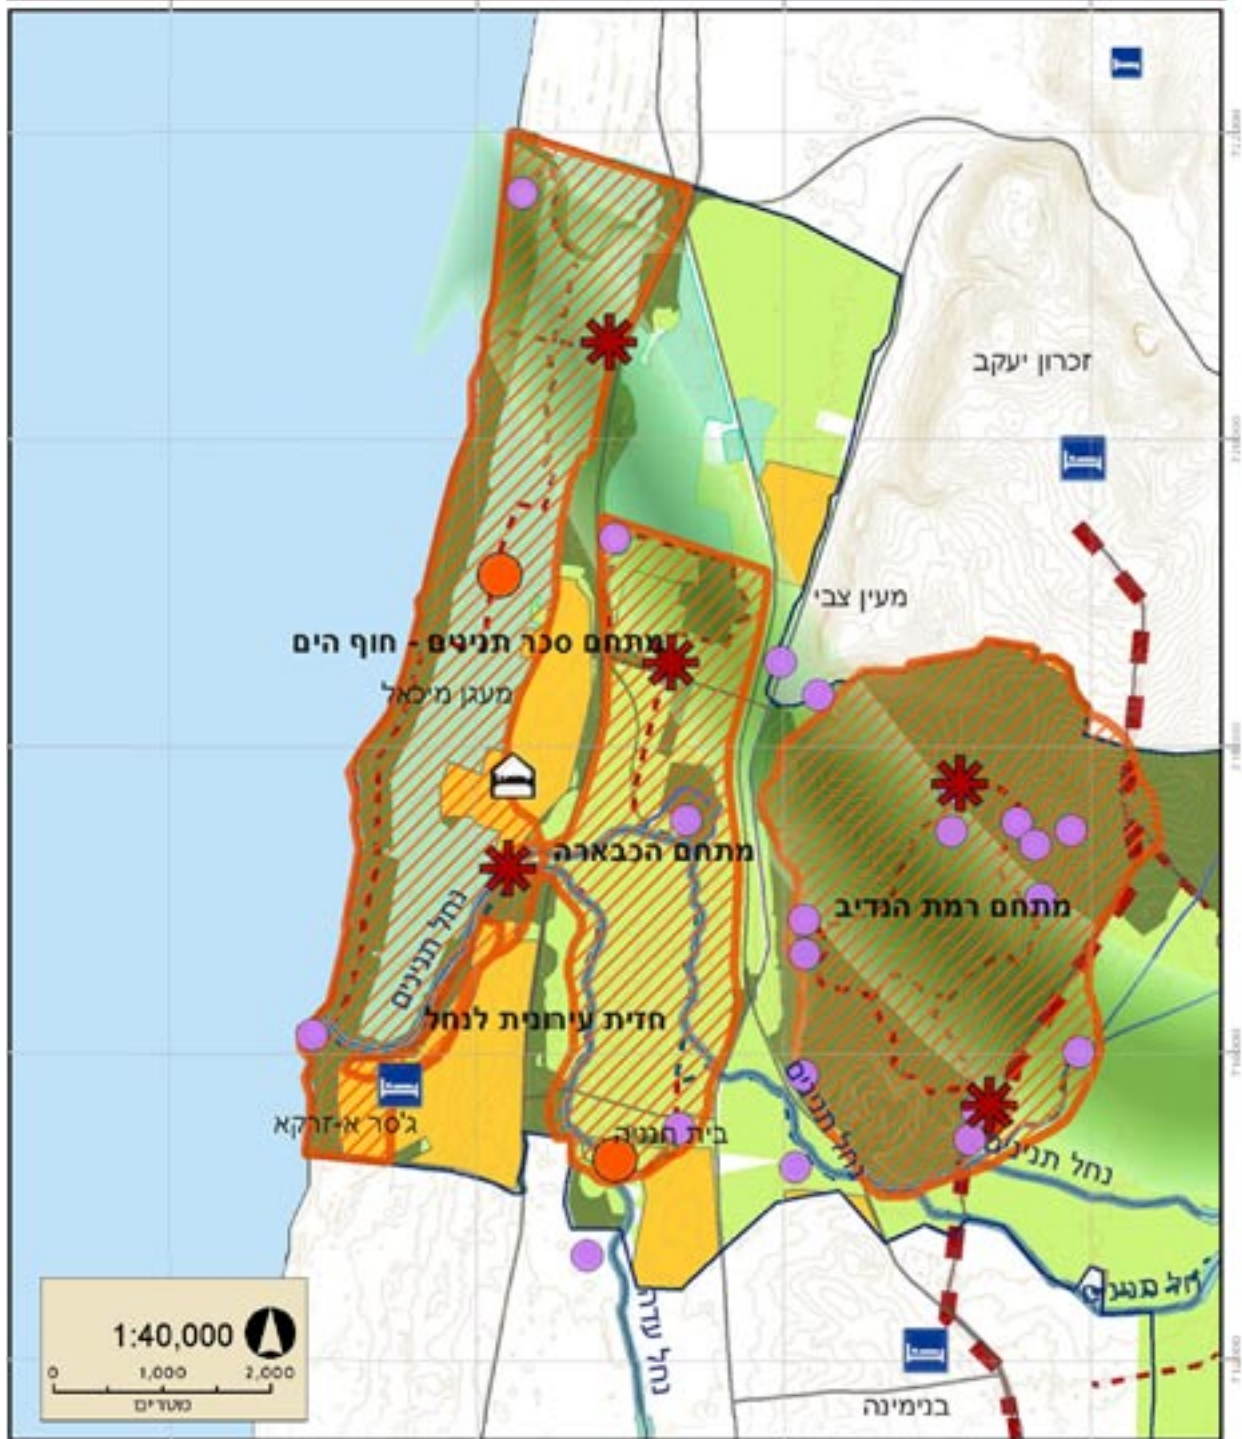 זכרון יעקב
מעין צבי
מתחם סכר תנינים - חוף הים
מעגן מיכאל
מתחם הכבארה
מתחם רמת הנדיב
נחל תנינים
חזית עירונית לנחל
ג'סר א-זרקא
בית חנניה
נחל תנינים
נחל תנינים
נחל עדה
בנימינה
1:40,000
0 1,000 2,000
מטרים